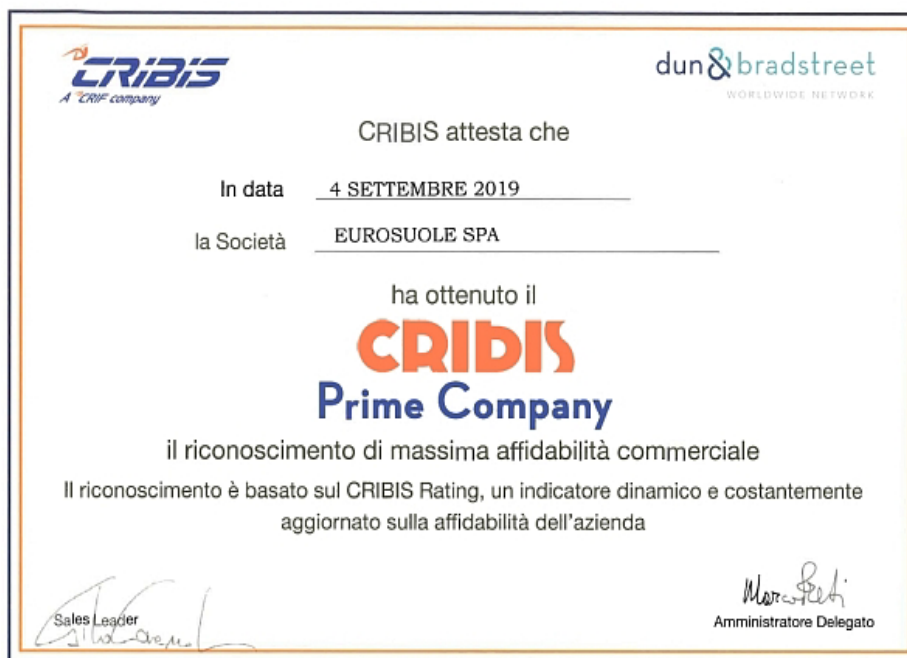 CRIBIS
A CRIF company
dun & bradstreet
WORLDWIDE NETWORK
CRIBIS attesta che
In data 4 SETTEMBRE 2019
la Società EUROSUOLE SPA
ha ottenuto il
CRIBIS
Prime Company
il riconoscimento di massima affidabilità commerciale
Il riconoscimento è basato sul CRIBIS Rating, un indicatore dinamico e costantemente
aggiornato sulla affidabilità dell'azienda
Sales Leader
Marco Preti
Amministratore Delegato